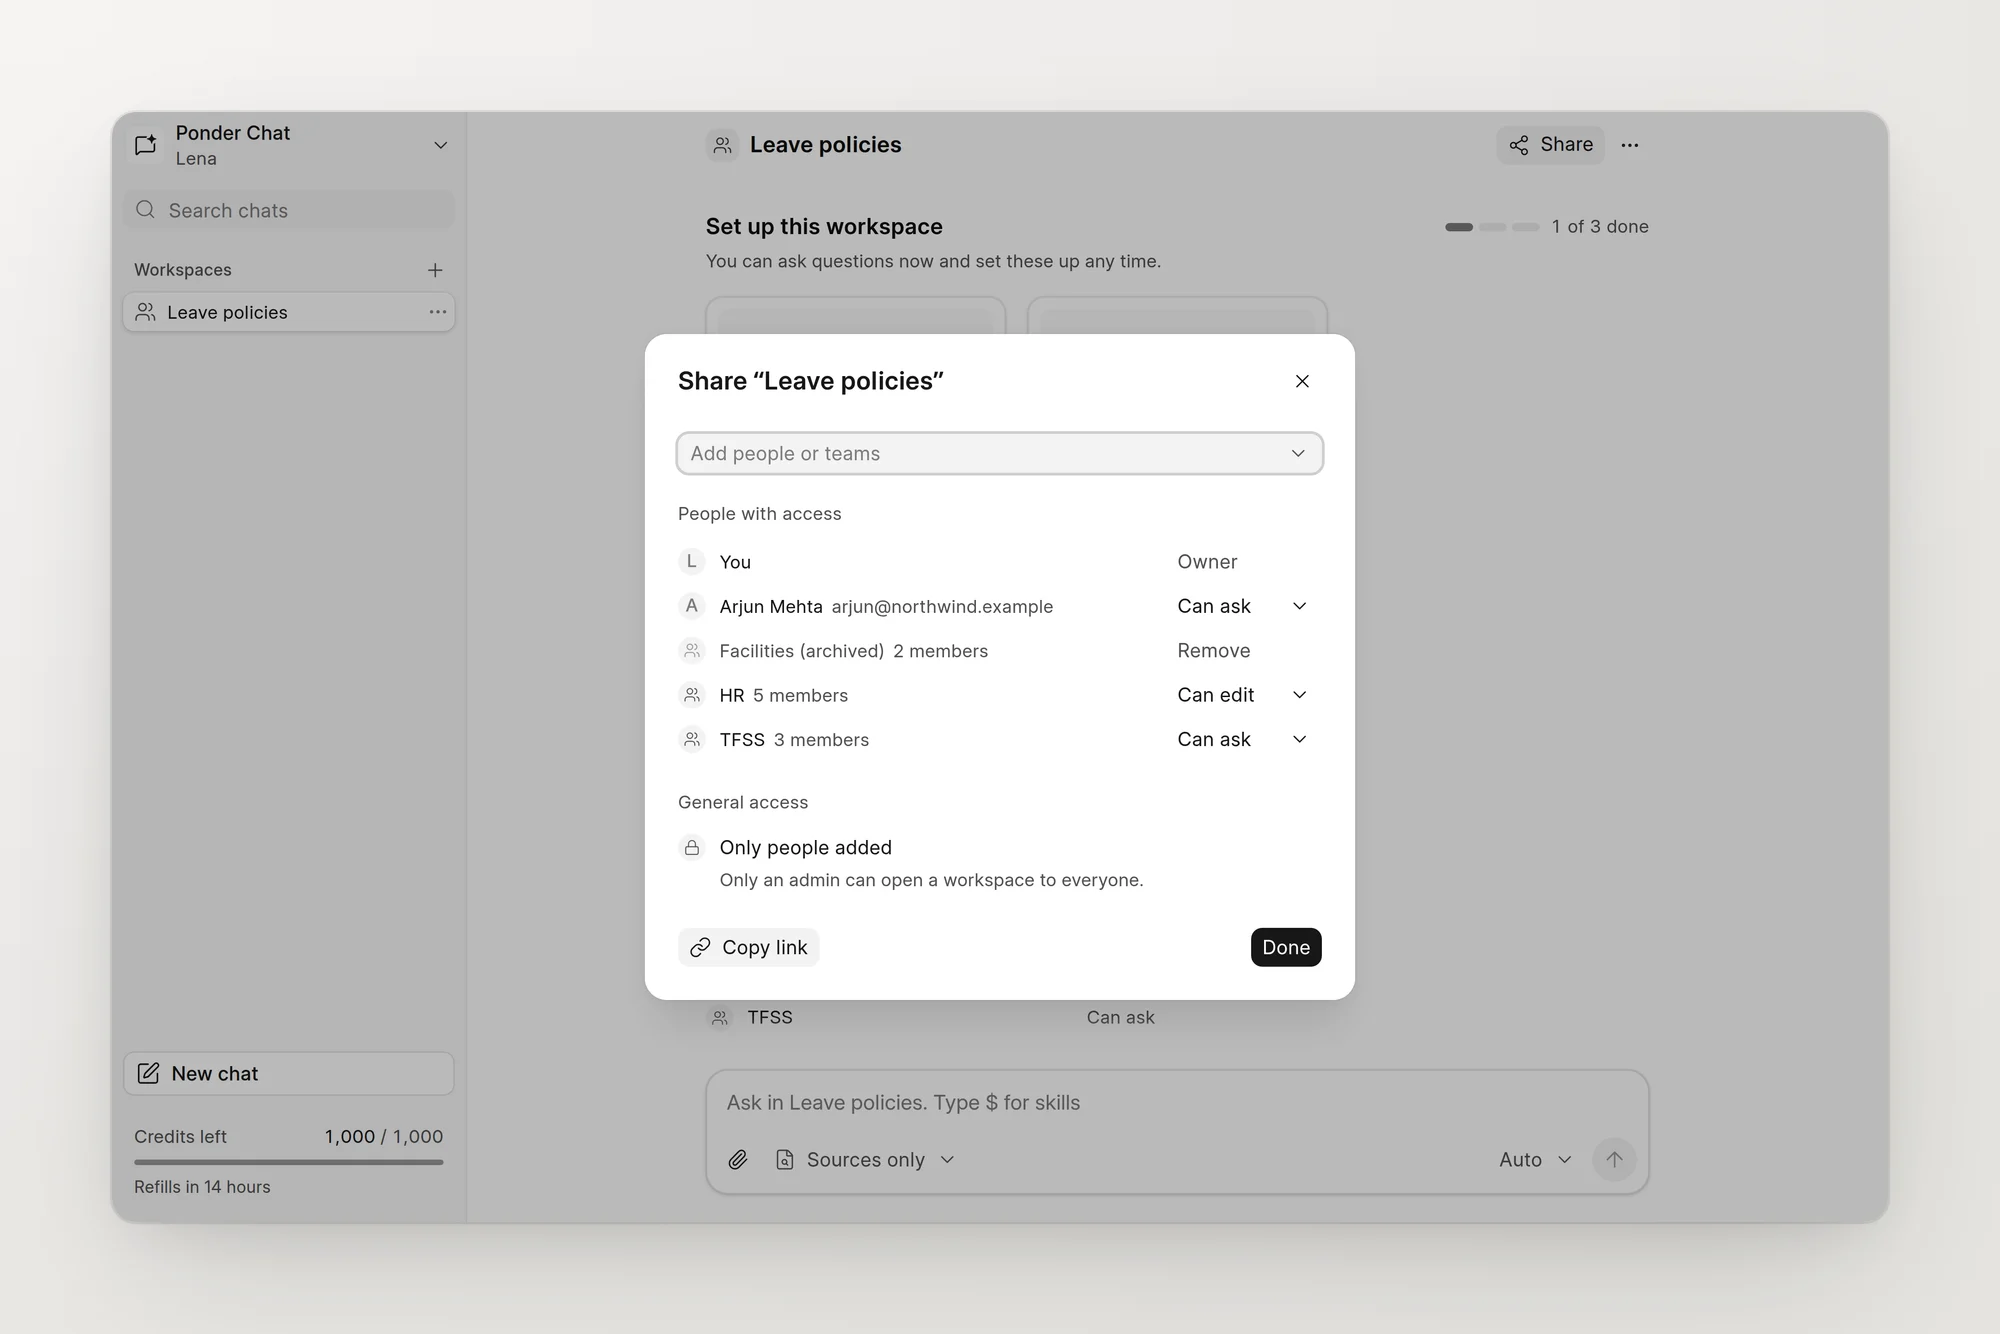 Ponder Chat
Lena
Search chats
Workspaces
Leave policies
New chat
Credits left 1,000 / 1,000
Refills in 14 hours
Leave policies
Share
Set up this workspace
1 of 3 done
You can ask questions now and set these up any time.
Share “Leave policies”
Add people or teams
People with access
L You Owner
A Arjun Mehta arjun@northwind.example Can ask
Facilities (archived) 2 members Remove
HR 5 members Can edit
TFSS 3 members Can ask
General access
Only people added
Only an admin can open a workspace to everyone.
Copy link
Done
TFSS Can ask
Ask in Leave policies. Type $ for skills
Sources only
Auto